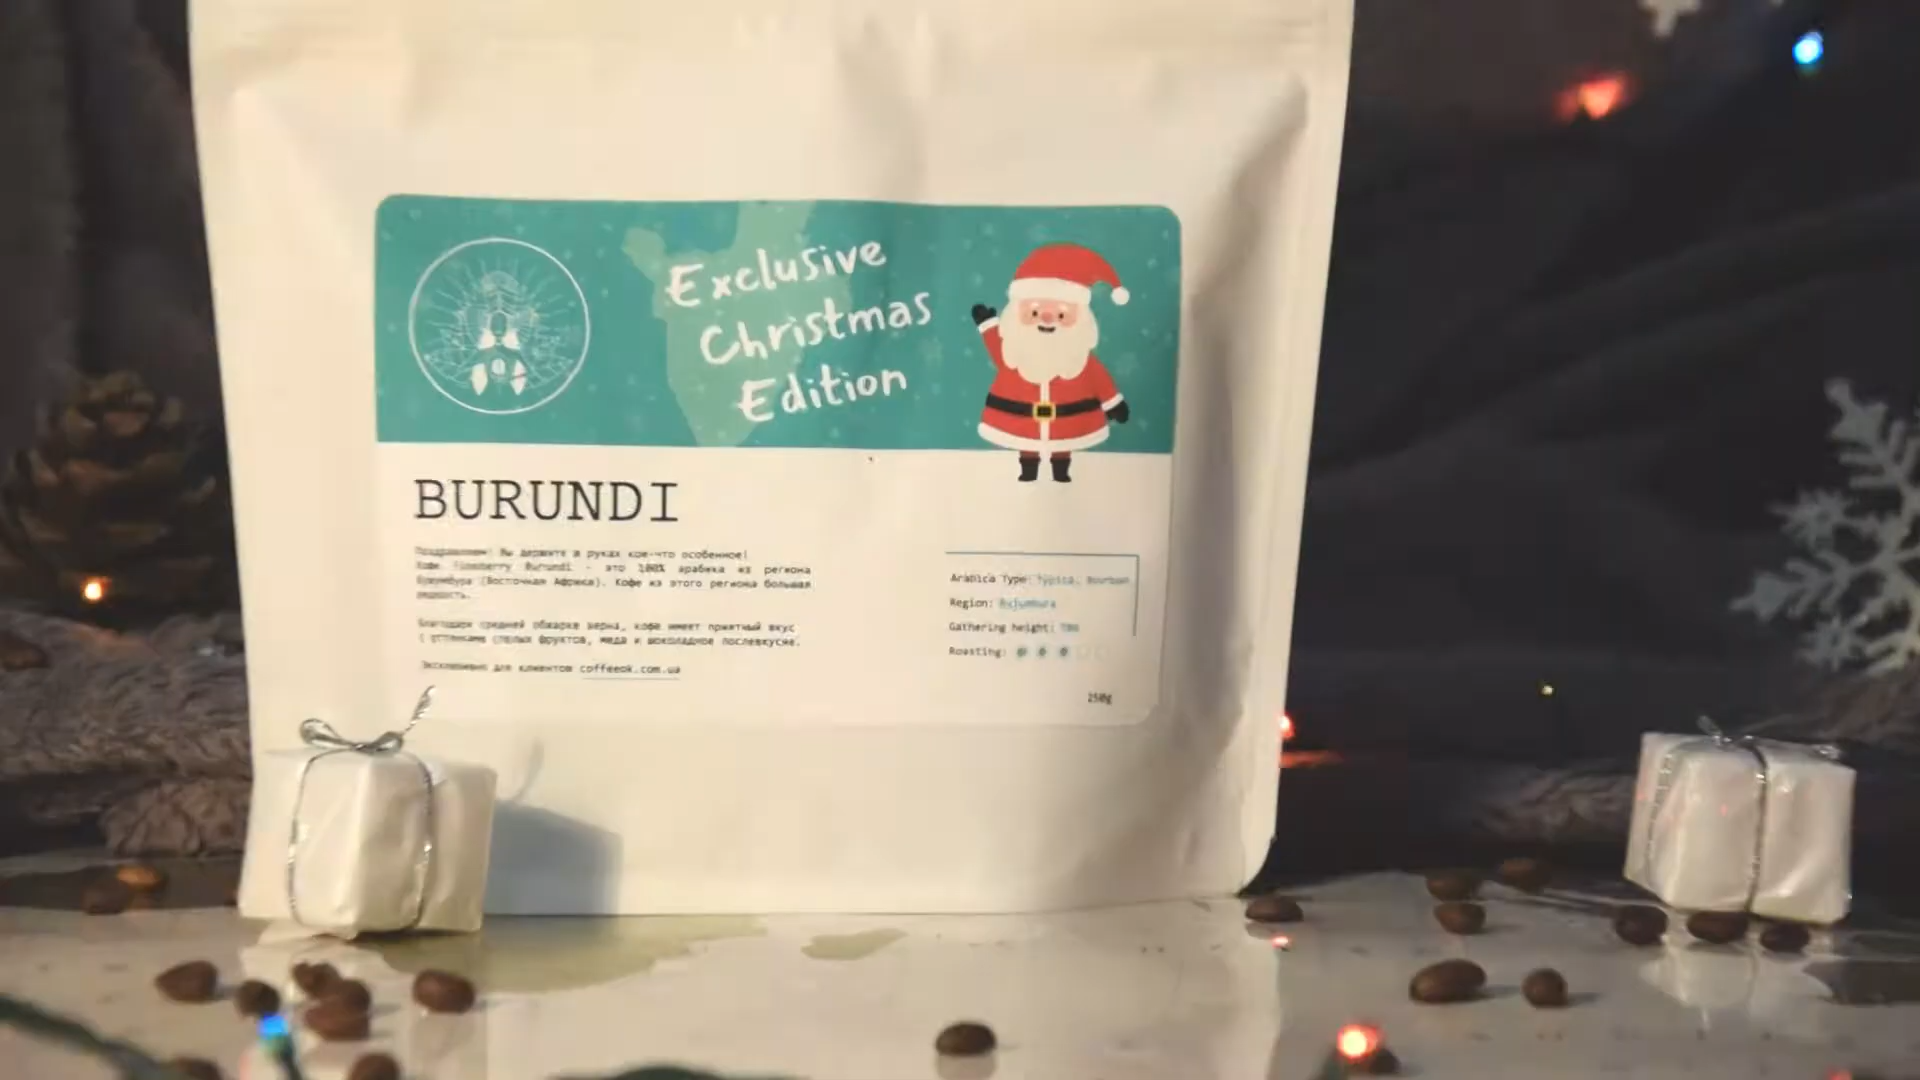 Exclusive
Christmas
Edition
BURUNDI
Поздравляем! Вы держите в руках кое-что особенное!
Кофе Burundi - это 100% арабика из региона
Бужумбура (Восточная Африка). Кофе из этого региона большая
редкость.
Благодаря средней обжарке зерна, кофе имеет приятный вкус
с оттенками спелых фруктов, меда и шоколадное послевкусие.
Эксклюзивно для клиентов coffeeok.com.ua
Arabica Type: Typica, Bourbon
Region: Bujumbura
Gathering height:
Roasting:
250g